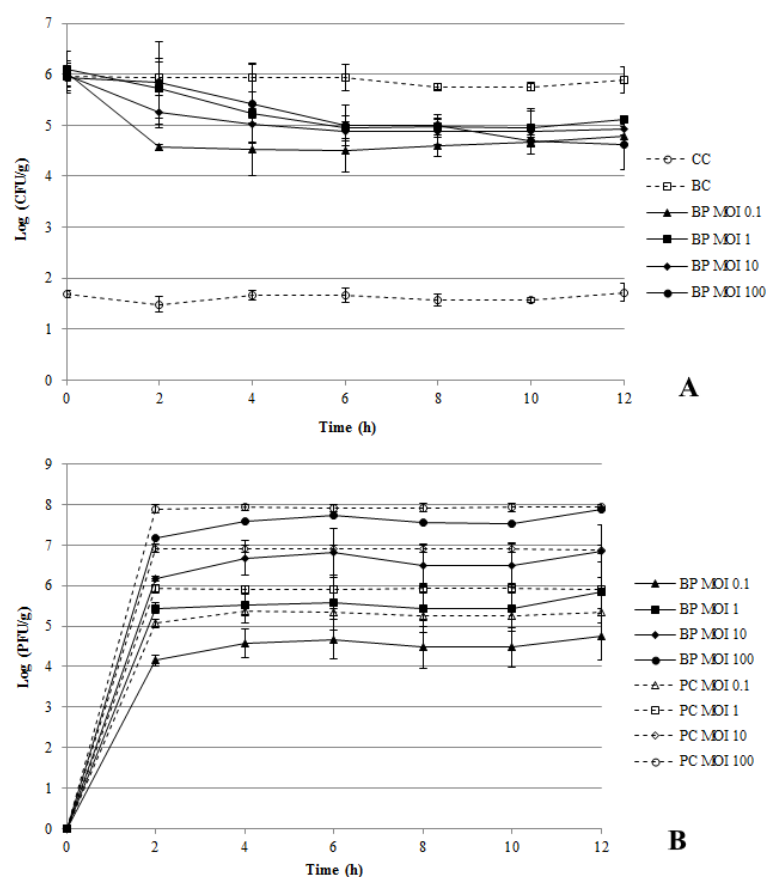 7
6
5
4
3
2
1
0
Log (CFU/g)
0 2 4 6 8 10 12
Time (h)
CC
BC
BP MOI 0.1
BP MOI 1
BP MOI 10
BP MOI 100
A
9
8
7
6
5
4
3
2
1
0
Log (PFU/g)
0 2 4 6 8 10 12
Time (h)
BP MOI 0.1
BP MOI 1
BP MOI 10
BP MOI 100
PC MOI 0.1
PC MOI 1
PC MOI 10
PC MOI 100
B